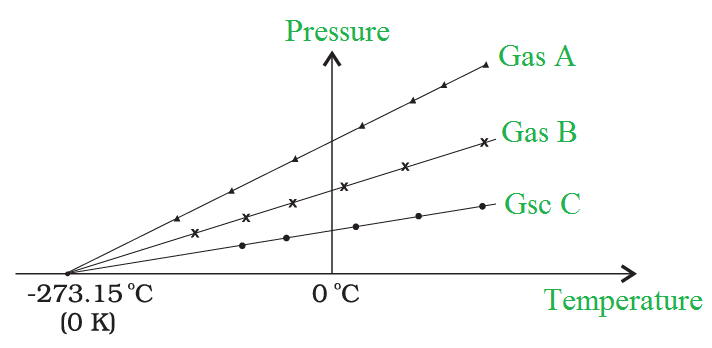 Pressure
Gas A
Gas B
Gsc C
-273.15 °C
(0 K)
0 °C
Temperature